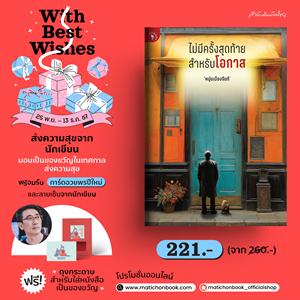 With
Best
Wishes
25 พ.ย. - 13 ธ.ค. 67
ส่งความสุขจาก
นักเขียน
มอบเป็นของขวัญในเทศกาล
ส่งความสุข
พร้อมรับ การ์ดอวยพรปีใหม่
และลายเซ็นจากนักเขียน
ฟรี! ถุงกระดาษ
สำหรับใส่หนังสือ
เป็นของขวัญ
ไม่มีครั้งสุดท้าย
สำหรับโอกาส
'หนุ่มเมืองจันท์'
221.- (จาก 260.-)
โปรโมชั่นออนไลน์
www.matichonbook.com
@matichonbook_officialshop